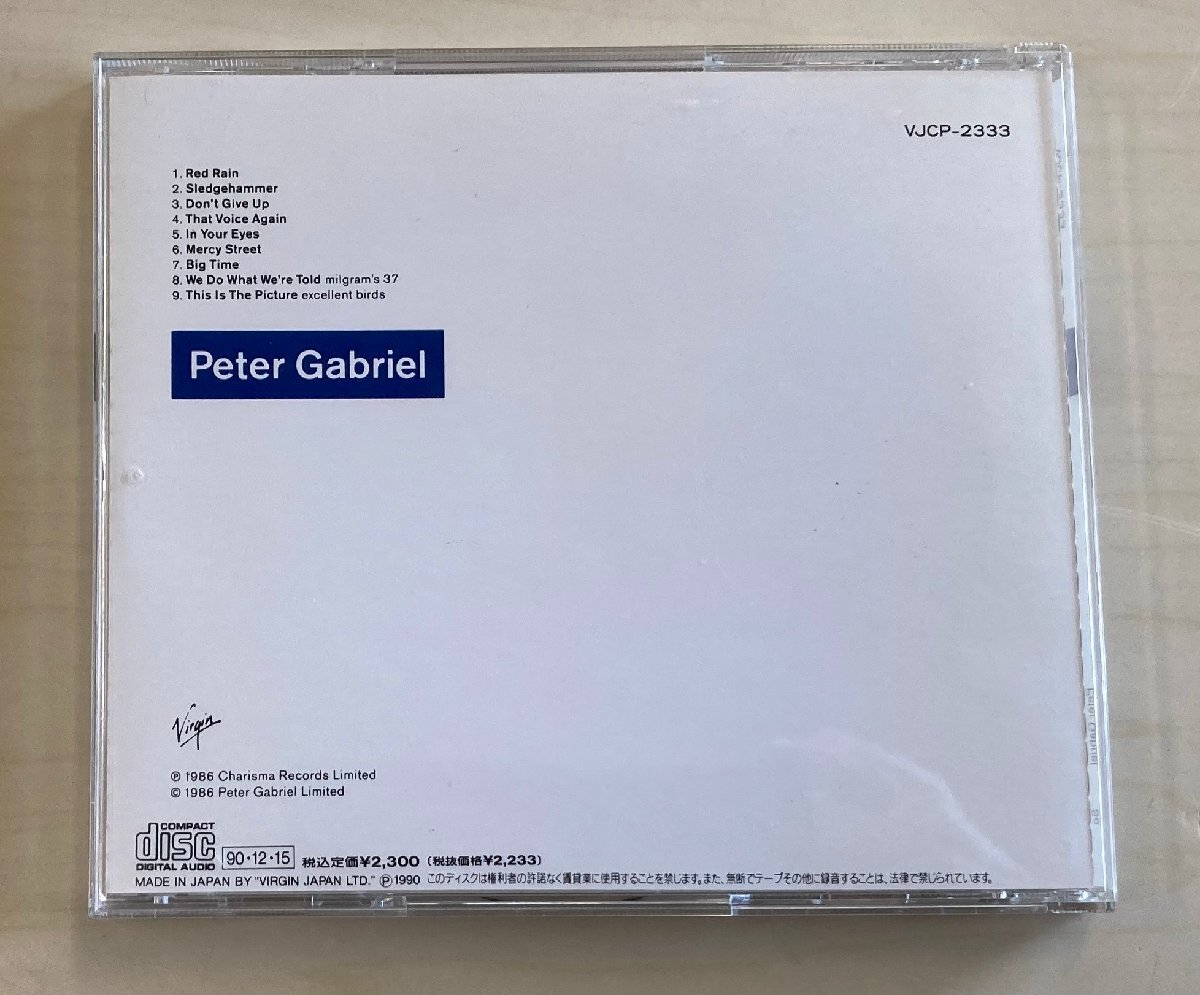 VJCP-2333
1. Red Rain
2. Sledgehammer
3. Don't Give Up
4. That Voice Again
5. In Your Eyes
6. Mercy Street
7. Big Time
8. We Do What We're Told milgram's 37
9. This Is The Picture excellent birds
Peter Gabriel
Virgin
℗ 1986 Charisma Records Limited
© 1986 Peter Gabriel Limited
COMPACT
disc
DIGITAL AUDIO
90・12・15 税込定価¥2,300 (税抜価格¥2,233)
MADE IN JAPAN BY "VIRGIN JAPAN LTD." ℗1990 このディスクは権利者の許諾なく賃貸業に使用することを禁じます。また、無断でテープその他に録音することは、法律で禁じられています。
Peter Gabriel
so